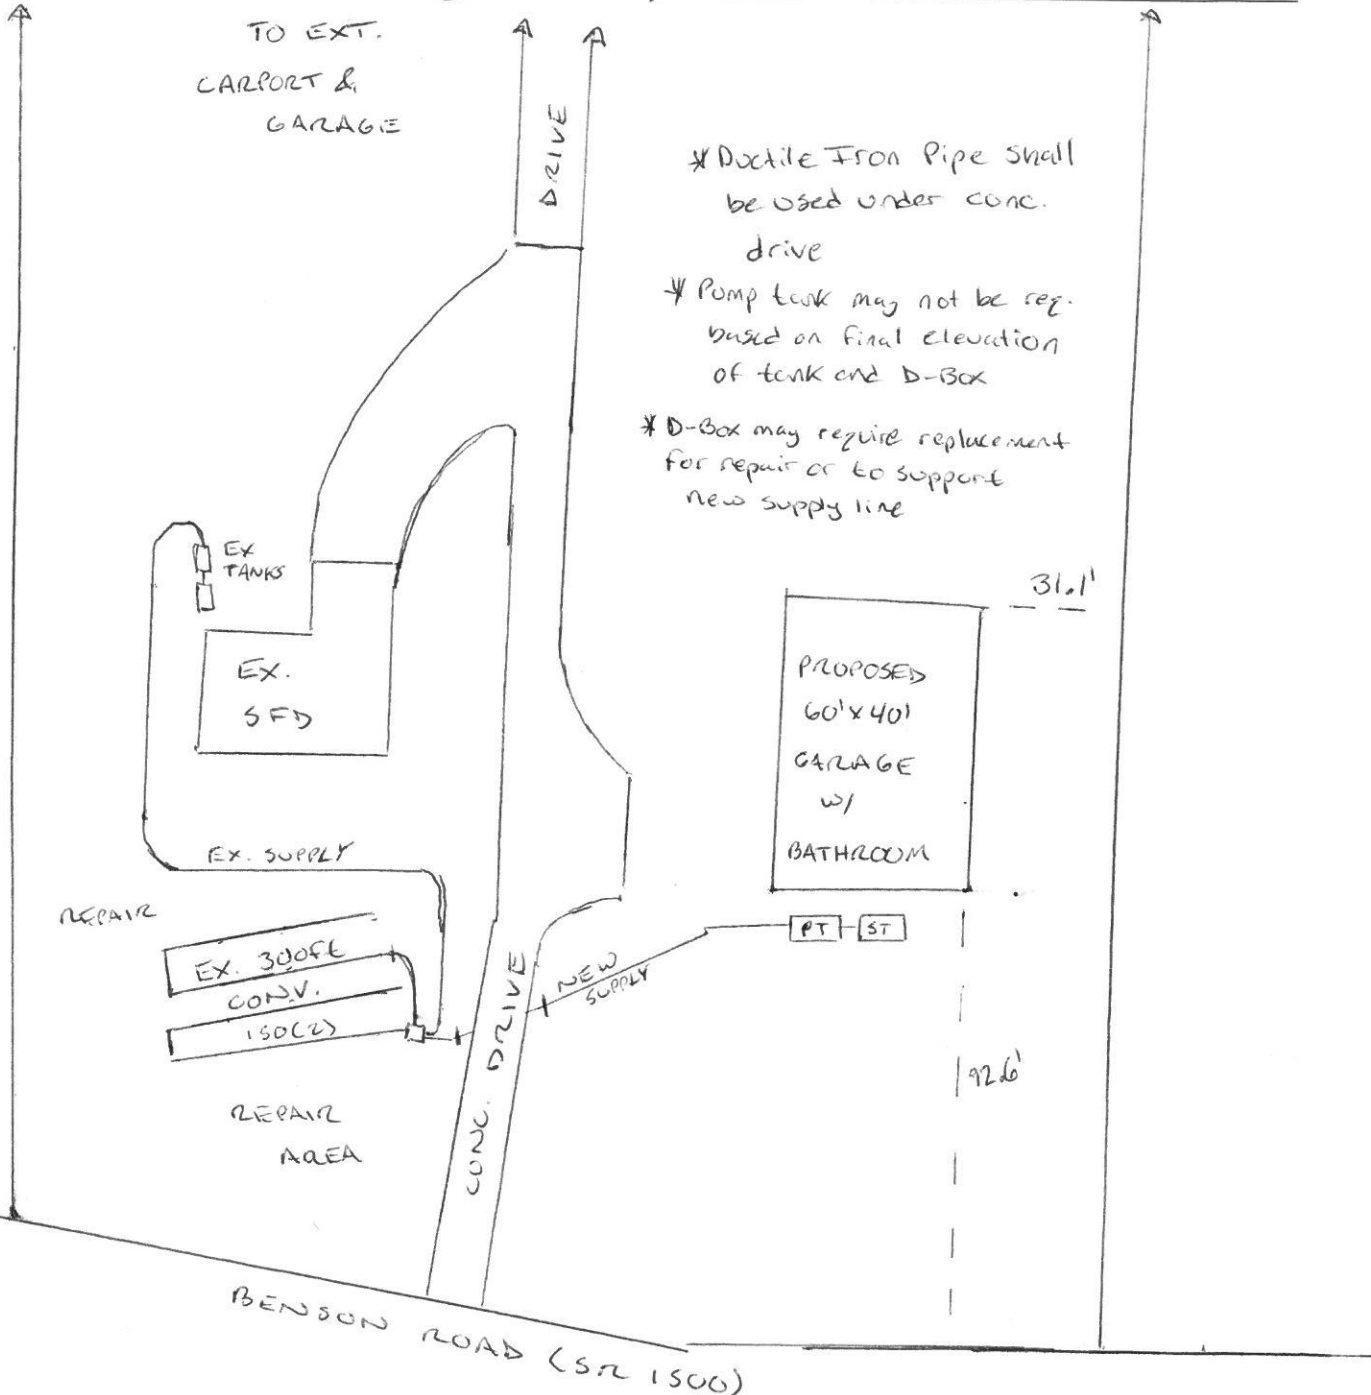 TO EXT.
CARPORT &
GARAGE
DRIVE
* Ductile Iron Pipe Shall
be used under conc.
drive
* Pump tank may not be req.
based on final elevation
of tank and D-Box
* D-Box may require replacement
for repair or to support
new supply line
EX
TANKS
31.1'
EX.
SFD
PROPOSED
60'x40'
GARAGE
W/
BATHROOM
EX. SUPPLY
REPAIR
EX. 300ft
CONV.
150(2)
PT
ST
NEW
SUPPLY
CONC. DRIVE
92.6'
REPAIR
AREA
BENSON ROAD (SR 1500)